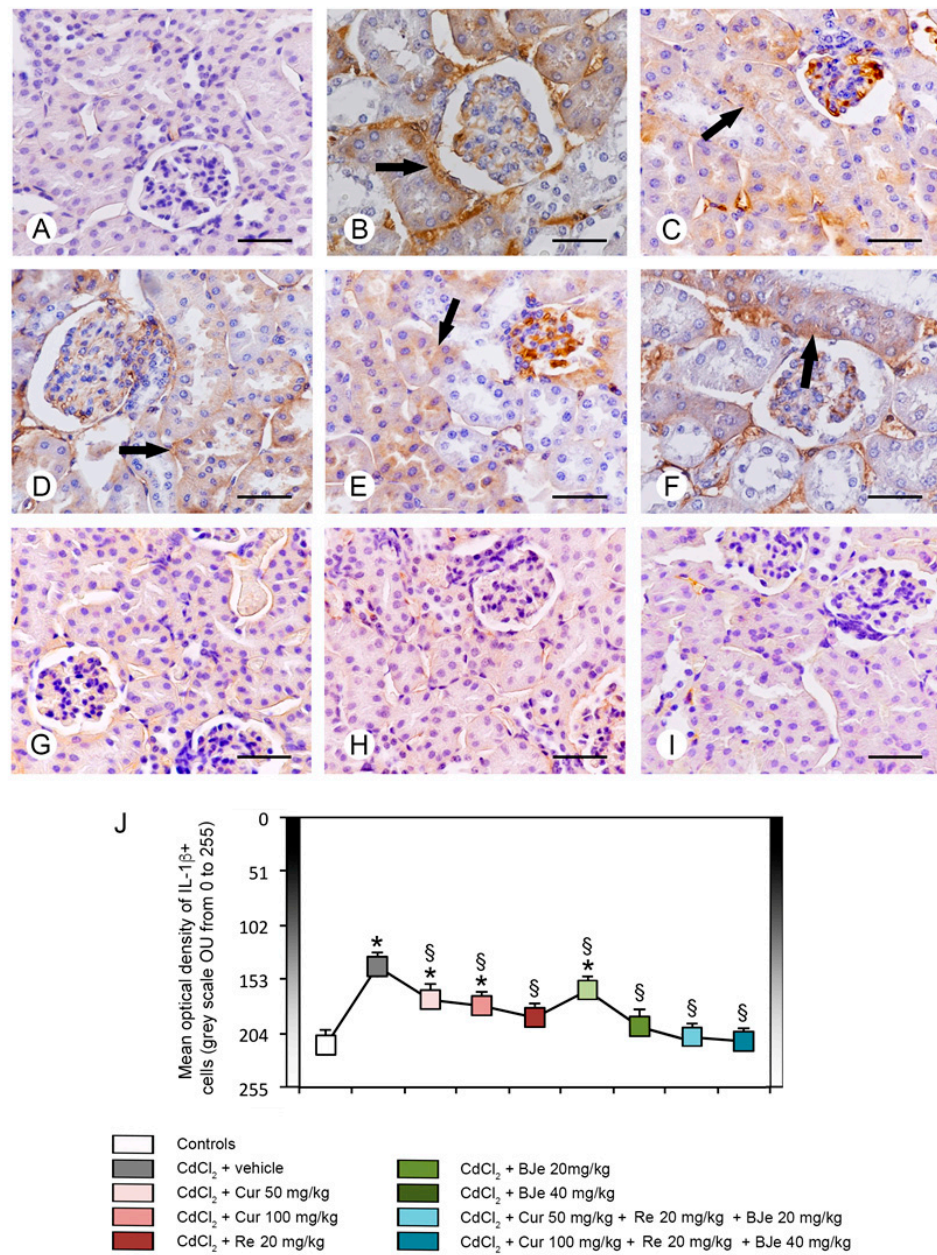 A
B
C
D
E
F
G
H
I
J
Mean optical density of IL-1β+
cells (grey scale OU from 0 to 255)
0
51
102
153
204
255
*
§
*
§
*
§
§
*
§
§
§
Controls
CdCl2 + vehicle
CdCl2 + Cur 50 mg/kg
CdCl2 + Cur 100 mg/kg
CdCl2 + Re 20 mg/kg
CdCl2 + BJe 20mg/kg
CdCl2 + BJe 40 mg/kg
CdCl2 + Cur 50 mg/kg + Re 20 mg/kg + BJe 20 mg/kg
CdCl2 + Cur 100 mg/kg + Re 20 mg/kg + BJe 40 mg/kg